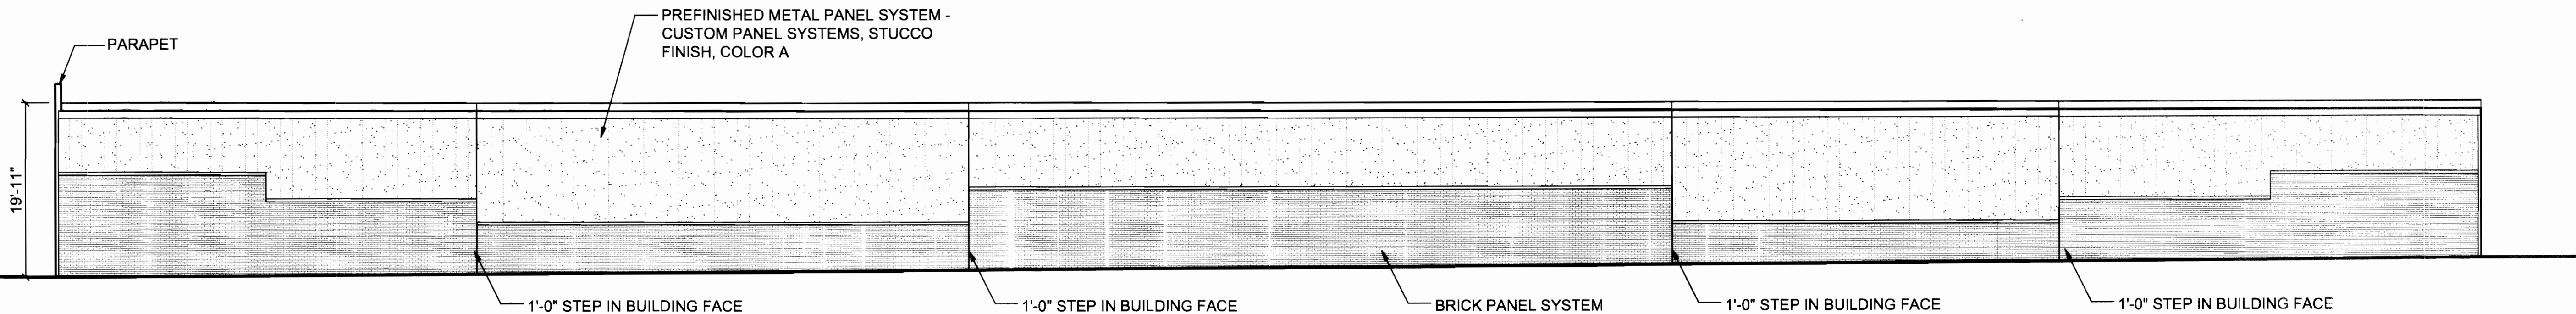 PREFINISHED METAL PANEL SYSTEM -
CUSTOM PANEL SYSTEMS, STUCCO
FINISH, COLOR A
PARAPET
19'-11"
1'-0" STEP IN BUILDING FACE
1'-0" STEP IN BUILDING FACE
BRICK PANEL SYSTEM
1'-0" STEP IN BUILDING FACE
1'-0" STEP IN BUILDING FACE